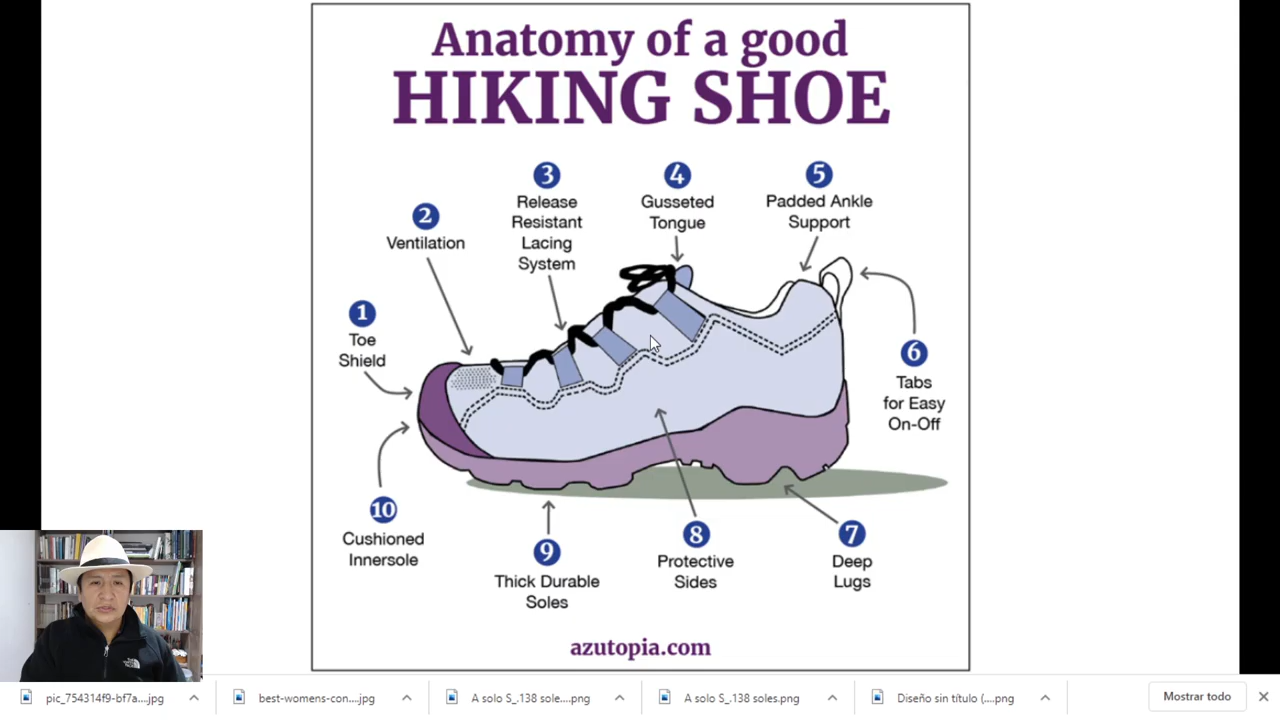 Anatomy of a good
HIKING SHOE
3
Release
Resistant
Lacing
System
4
Gusseted
Tongue
5
Padded Ankle
Support
2
Ventilation
1
Toe
Shield
6
Tabs
for Easy
On-Off
10
Cushioned
Innersole
9
Thick Durable
Soles
8
Protective
Sides
7
Deep
Lugs
azutopia.com
pic_754314f9-bf7a....jpg
best-womens-con....jpg
A solo S_.138 sole....png
A solo S_.138 soles.png
Diseño sin título (....png
Mostrar todo